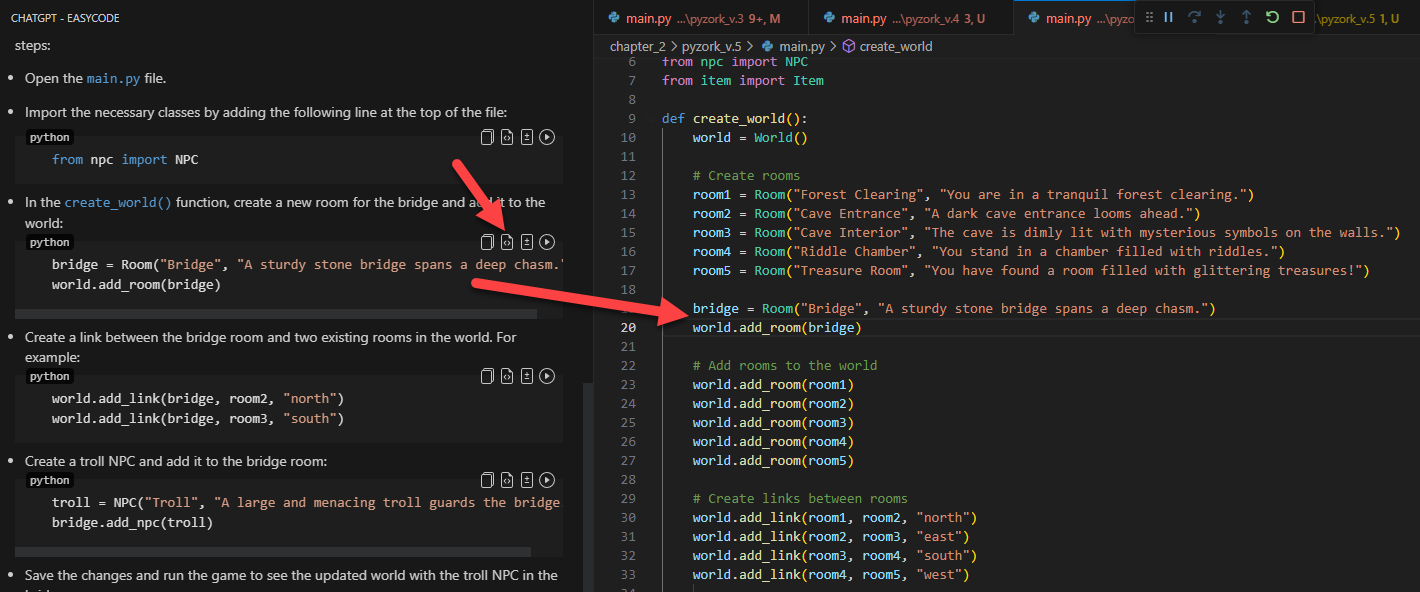 CHATGPT - EASYCODE
steps:
Open the main.py file.
Import the necessary classes by adding the following line at the top of the file:
python
from npc import NPC
In the create_world() function, create a new room for the bridge and add it to the
world:
python
bridge = Room("Bridge", "A sturdy stone bridge spans a deep chasm."
world.add_room(bridge)
Create a link between the bridge room and two existing rooms in the world. For
example:
python
world.add_link(bridge, room2, "north")
world.add_link(bridge, room3, "south")
Create a troll NPC and add it to the bridge room:
python
troll = NPC("Troll", "A large and menacing troll guards the bridge
bridge.add_npc(troll)
Save the changes and run the game to see the updated world with the troll NPC in the
main.py ...\pyzork_v.3 9+, M
main.py ...\pyzork_v.4 3, U
main.py ...\pyzo
.\pyzork_v.5 1, U
chapter_2 > pyzork_v.5 > main.py > create_world
6 from npc import NPC
7 from item import Item
8
9 def create_world():
10 world = World()
11
12 # Create rooms
13 room1 = Room("Forest Clearing", "You are in a tranquil forest clearing.")
14 room2 = Room("Cave Entrance", "A dark cave entrance looms ahead.")
15 room3 = Room("Cave Interior", "The cave is dimly lit with mysterious symbols on the walls.")
16 room4 = Room("Riddle Chamber", "You stand in a chamber filled with riddles.")
17 room5 = Room("Treasure Room", "You have found a room filled with glittering treasures!")
18
bridge = Room("Bridge", "A sturdy stone bridge spans a deep chasm.")
20 world.add_room(bridge)
21
22 # Add rooms to the world
23 world.add_room(room1)
24 world.add_room(room2)
25 world.add_room(room3)
26 world.add_room(room4)
27 world.add_room(room5)
28
29 # Create links between rooms
30 world.add_link(room1, room2, "north")
31 world.add_link(room2, room3, "east")
32 world.add_link(room3, room4, "south")
33 world.add_link(room4, room5, "west")